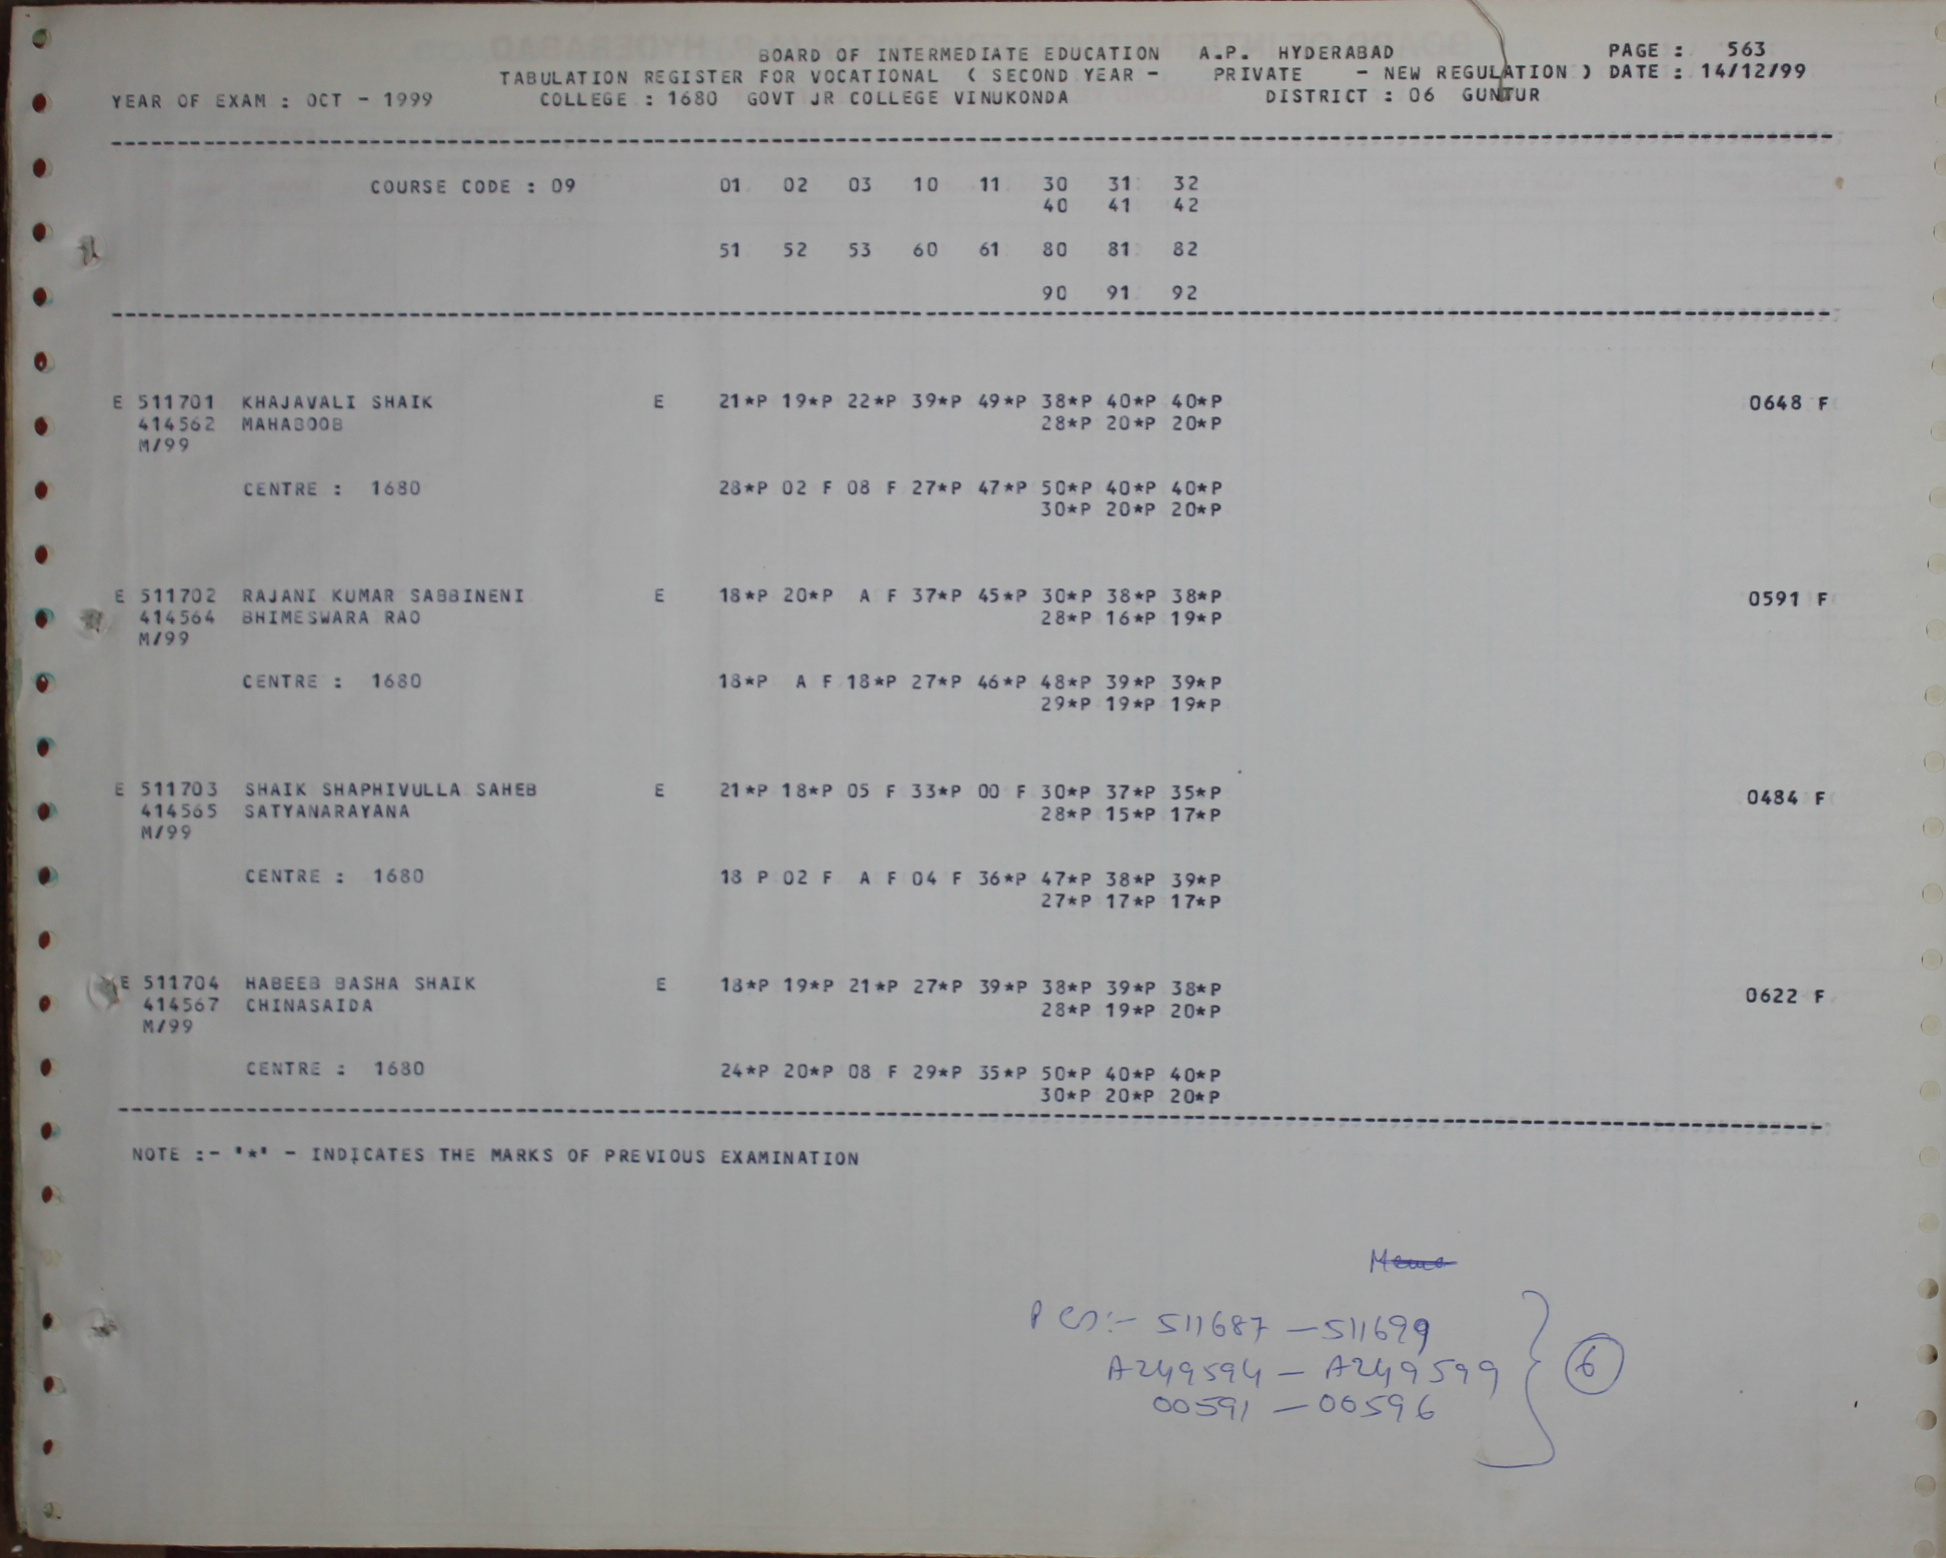 BOARD OF INTERMEDIATE EDUCATION A.P. HYDERABAD PAGE : 563
TABULATION REGISTER FOR VOCATIONAL ( SECOND YEAR - PRIVATE - NEW REGULATION ) DATE : 14/12/99
YEAR OF EXAM : OCT - 1999 COLLEGE : 1680 GOVT JR COLLEGE VINUKONDA DISTRICT : 06 GUNTUR
COURSE CODE : 09 01 02 03 10 11 30 31 32
40 41 42
51 52 53 60 61 80 81 82
90 91 92
E 511701 KHAJAVALI SHAIK E 21*P 19*P 22*P 39*P 49*P 38*P 40*P 40*P 0648 F
414562 MAHABOOB 28*P 20*P 20*P
M/99
CENTRE : 1680 28*P 02 F 08 F 27*P 47*P 50*P 40*P 40*P
30*P 20*P 20*P
E 511702 RAJANI KUMAR SABBINENI E 18*P 20*P A F 37*P 45*P 30*P 38*P 38*P 0591 F
414564 BHIMESWARA RAO 28*P 16*P 19*P
M/99
CENTRE : 1680 18*P A F 18*P 27*P 46*P 48*P 39*P 39*P
29*P 19*P 19*P
E 511703 SHAIK SHAPHIVULLA SAHEB E 21*P 18*P 05 F 33*P 00 F 30*P 37*P 35*P 0484 F
414565 SATYANARAYANA 28*P 15*P 17*P
M/99
CENTRE : 1680 18 P 02 F A F 04 F 36*P 47*P 38*P 39*P
27*P 17*P 17*P
E 511704 HABEEB BASHA SHAIK E 18*P 19*P 21*P 27*P 39*P 38*P 39*P 38*P 0622 F
414567 CHINASAIDA 28*P 19*P 20*P
M/99
CENTRE : 1680 24*P 20*P 08 F 29*P 35*P 50*P 40*P 40*P
30*P 20*P 20*P
NOTE :- '*' - INDICATES THE MARKS OF PREVIOUS EXAMINATION
511687 - 511699
A249594 - A249599 6
00591 - 00596